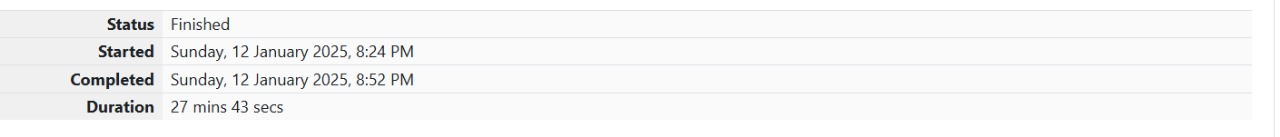 Status Finished
Started Sunday, 12 January 2025, 8:24 PM
Completed Sunday, 12 January 2025, 8:52 PM
Duration 27 mins 43 secs